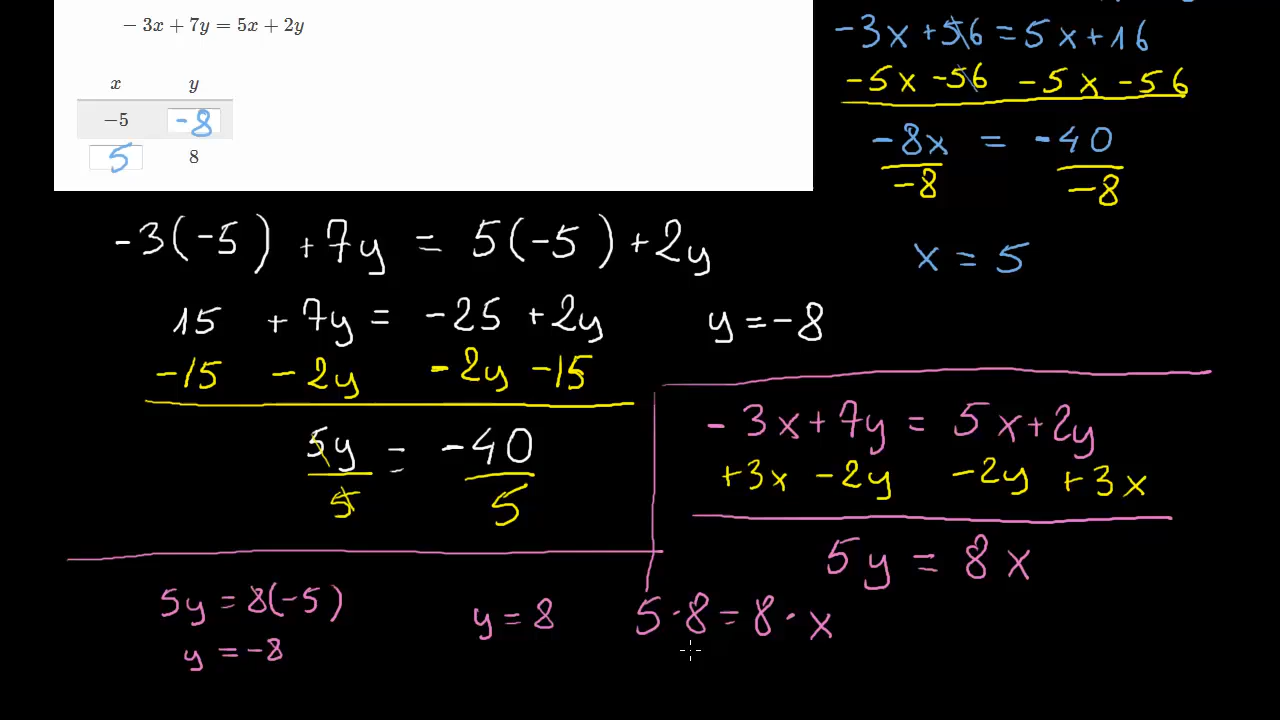 - 3x + 7y = 5x + 2y
x y
-5 -8
5 8
-3x + 56 = 5x + 16
-5x -56 -5x -56
-8x = -40
-8 -8
x = 5
-3(-5) + 7y = 5(-5) + 2y
15 + 7y = -25 + 2y
-15 - 2y - 2y -15
5y = -40
5 5
y = -8
- 3x + 7y = 5x + 2y
+3x - 2y - 2y + 3x
5y = 8x
5y = 8(-5)
y = -8
y = 8
5 · 8 = 8 · x